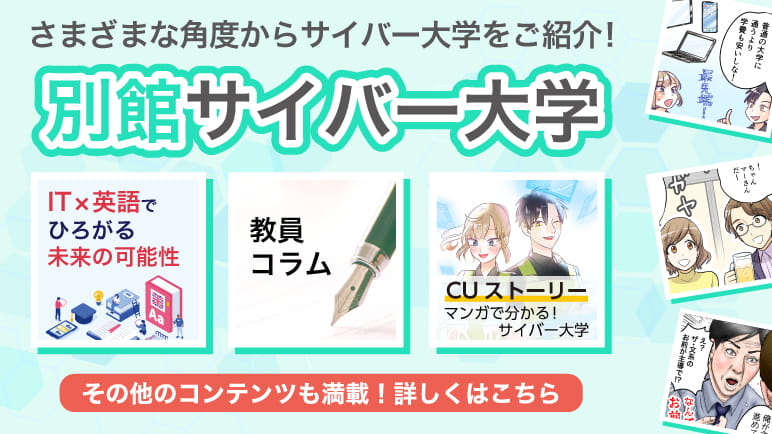 さまざまな角度からサイバー大学をご紹介！
別館サイバー大学
IT×英語で
ひろがる
未来の可能性
Aa
教員
コラム
CUストーリー
マンガで分かる！
サイバー大学
その他のコンテンツも満載！詳しくはこちら
普通の大学に
通うより
学費も安いしな！
最先端！
！
ちゃん
マーさん
だ〜
ガヤ
え？
ザ・文系の
お前が主導で!?